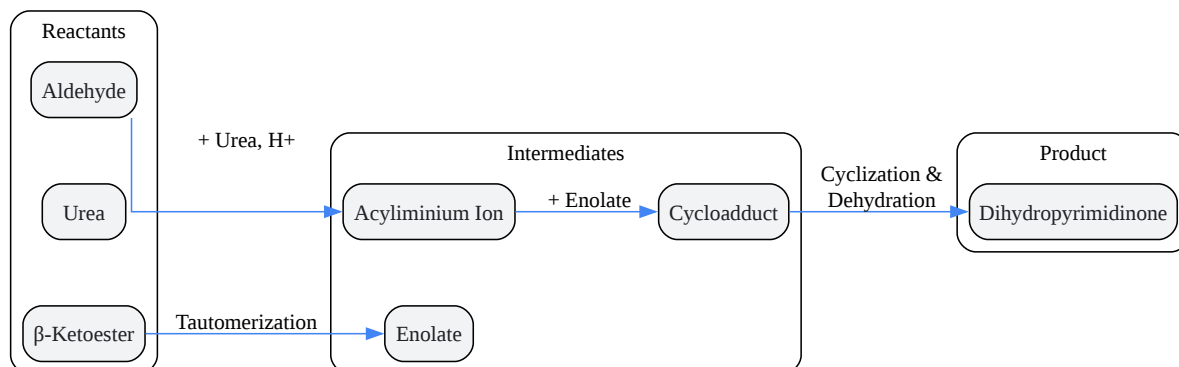 Reactants
Aldehyde
+ Urea, H+
Intermediates
Product
Cyclization &
Dehydration
Urea
Acyliminium Ion
+ Enolate
Cycloadduct
Dihydropyrimidinone
β-Ketoester
Tautomerization
Enolate